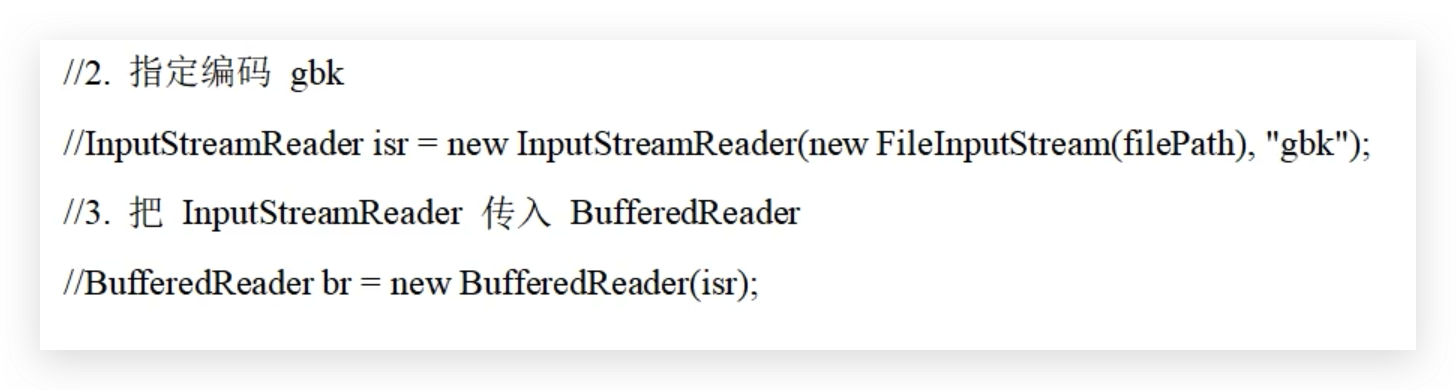 //2. 指定编码 gbk
//InputStreamReader isr = new InputStreamReader(new FileInputStream(filePath), "gbk");
//3. 把 InputStreamReader 传入 BufferedReader
//BufferedReader br = new BufferedReader(isr);